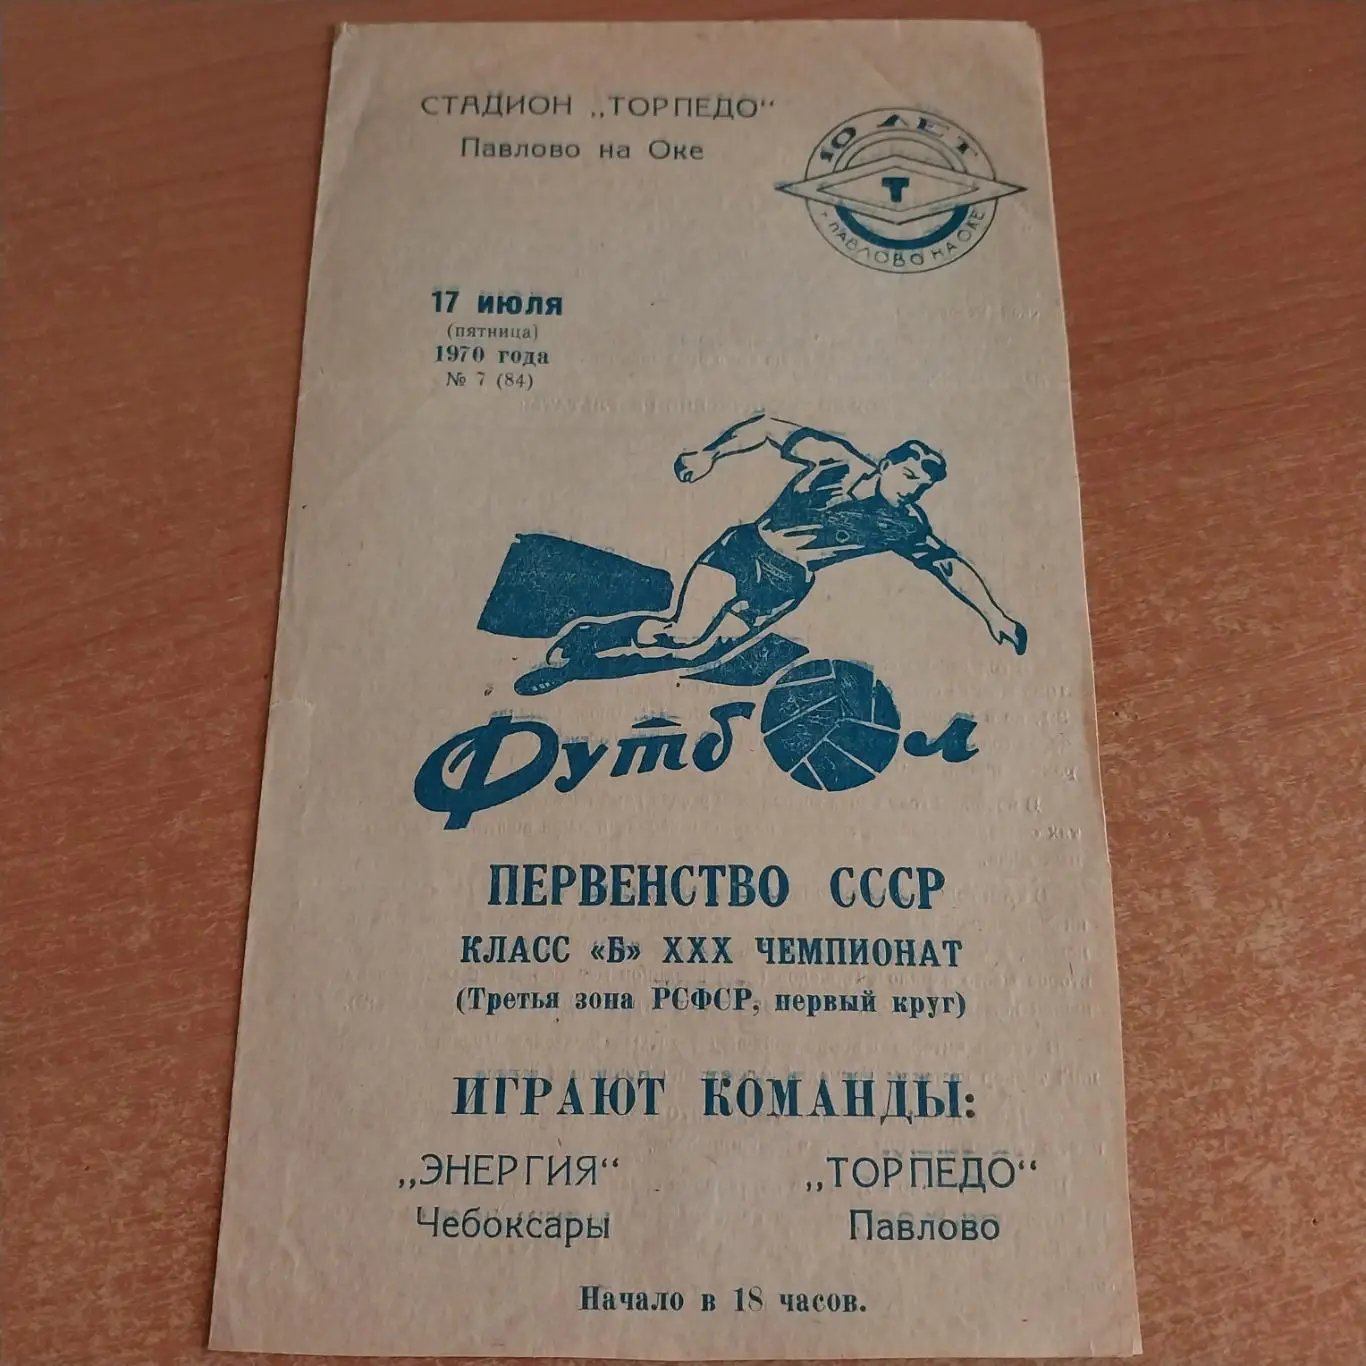 СТАДИОН „ТОРПЕДО“
Павлово на Оке
10 ЛЕТ
Т
г. ПАВЛОВО НА ОКЕ
17 июля
(пятница)
1970 года
№ 7 (84)
Футбол
ПЕРВЕНСТВО СССР
КЛАСС «Б» XXX ЧЕМПИОНАТ
(Третья зона РСФСР, первый круг)
ИГРАЮТ КОМАНДЫ:
„ЭНЕРГИЯ“ „ТОРПЕДО“
Чебоксары Павлово
Начало в 18 часов.